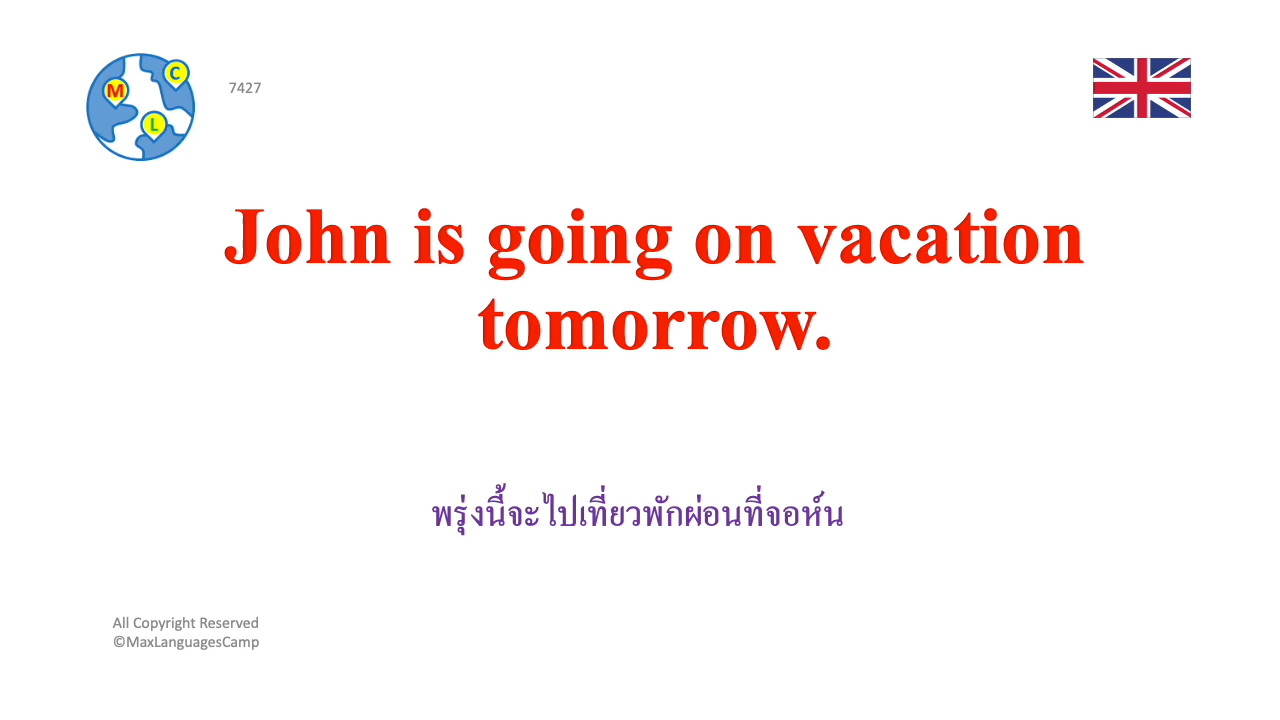 C
M
L
7427
John is going on vacation
tomorrow.
พรุ่งนี้จะไปเที่ยวพักผ่อนที่จอห์น
All Copyright Reserved
©MaxLanguagesCamp